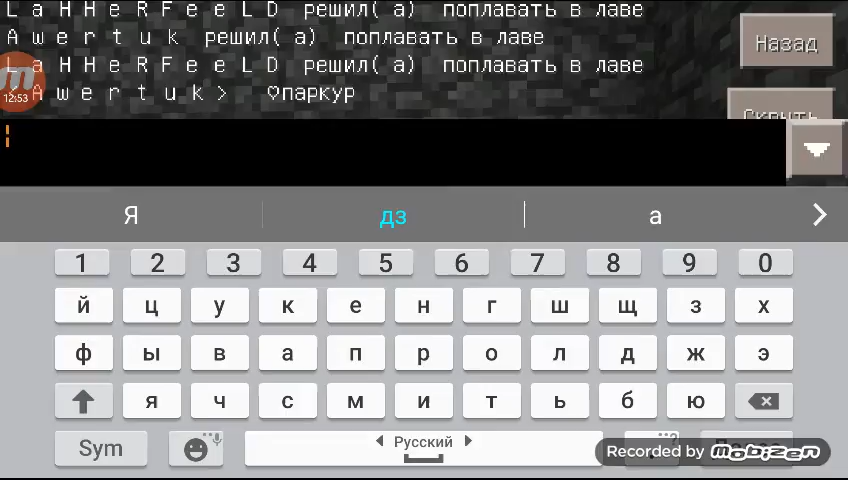 L a H H e R F e e L D решил( а) поплавать в лаве
A w e r t u k решил( а) поплавать в лаве
L a H H e R F e e L D решил( а) поплавать в лаве
A w e r t u k > ♡паркур
Назад
Скрыть
12:53
Я дз а
1 2 3 4 5 6 7 8 9 0
й ц у к е н г ш щ з х
ф ы в а п р о л д ж э
я ч с м и т ь б ю
Sym Русский
Recorded by mobizen